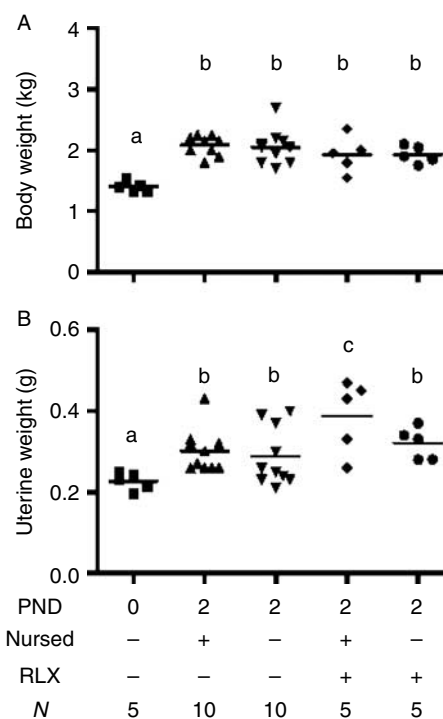 A
4
3
2
1
0
Body weight (kg)
a b b b b
B
0.6
0.4
0.2
0.0
Uterine weight (g)
a b b c b
PND 0 2 2 2 2
Nursed – + – + –
RLX – – – + +
N 5 10 10 5 5